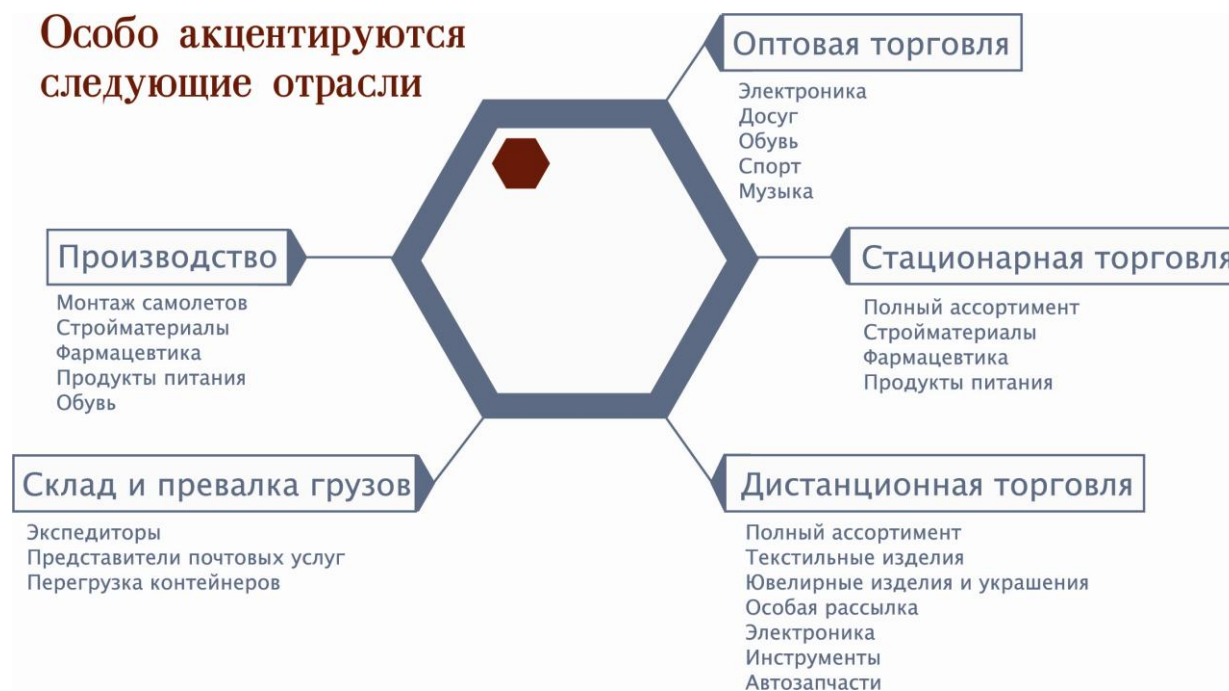 Особо акцентируются
следующие отрасли
Оптовая торговля
Электроника
Досуг
Обувь
Спорт
Музыка
Производство
Монтаж самолетов
Стройматериалы
Фармацевтика
Продукты питания
Обувь
Стационарная торговля
Полный ассортимент
Стройматериалы
Фармацевтика
Продукты питания
Склад и превалка грузов
Экспедиторы
Представители почтовых услуг
Перегрузка контейнеров
Дистанционная торговля
Полный ассортимент
Текстильные изделия
Ювелирные изделия и украшения
Особая рассылка
Электроника
Инструменты
Автозапчасти